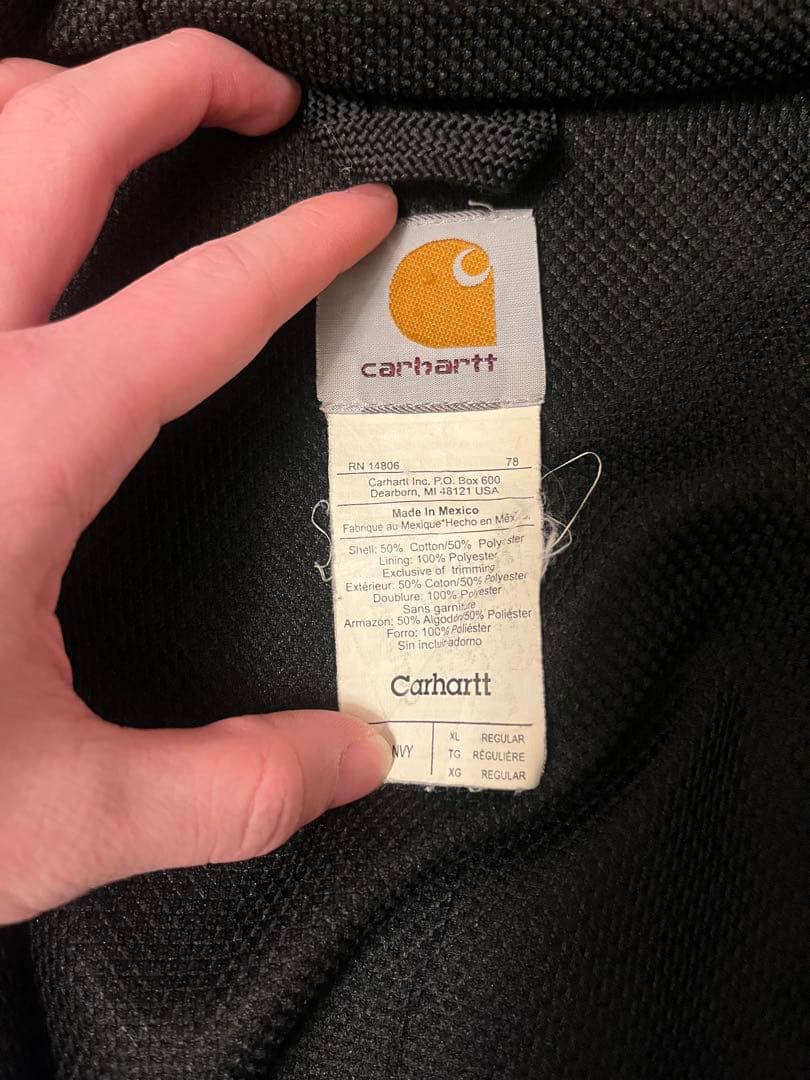 carhartt
RN 14806 78
Carhartt Inc. P.O. Box 600
Dearborn, MI 48121 USA
Made In Mexico
Fabriqué au Mexique*Hecho en
Shell: 50% Cotton/50% Polyester
Lining: 100% Polyester
Exclusive of trimming
Extérieur: 50% Coton/50% Polyester
Doublure: 100% Polyester
Sans garniture
Armazón: 50% Algodón/50% Poliéster
Forro: 100% Poliéster
Sin incluir adorno
Carhartt
NVY XL REGULAR
TG RÉGULIÈRE
XG REGULAR